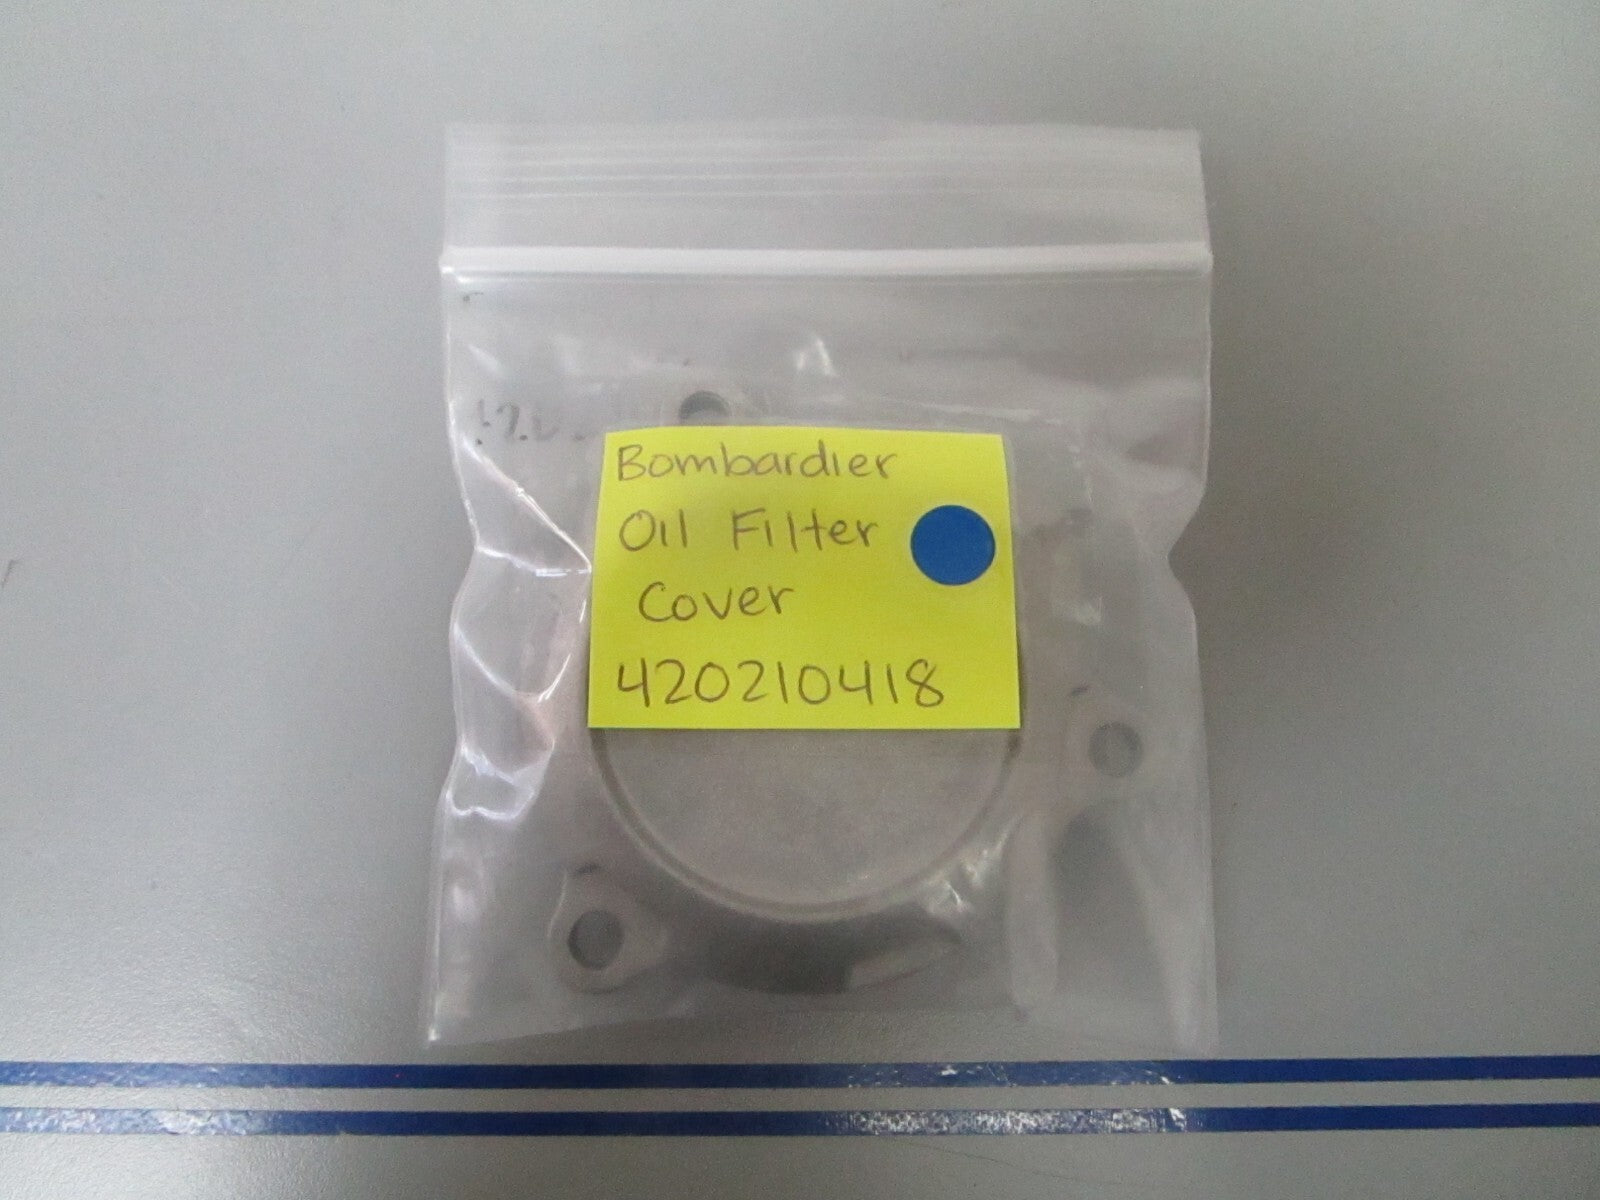 Bombardier
Oil Filter
Cover
420210418